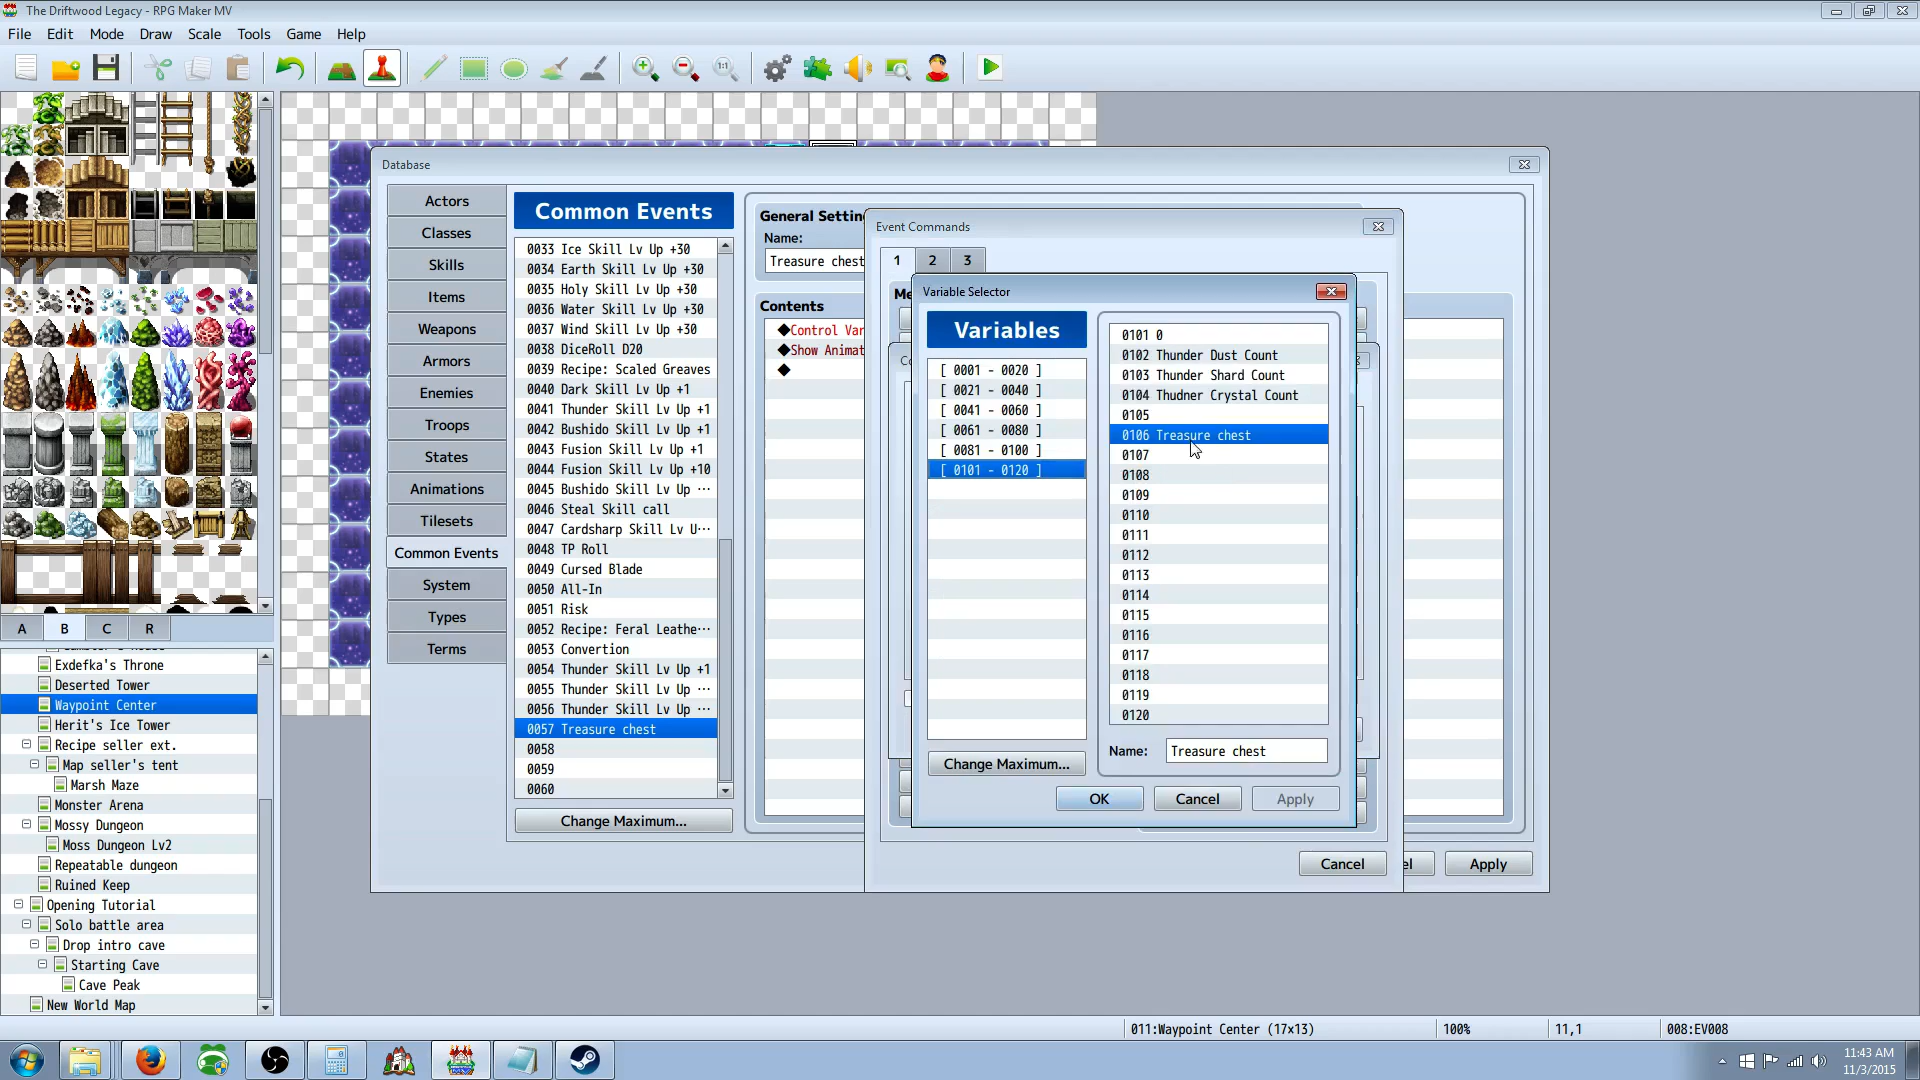 The Driftwood Legacy - RPG Maker MV
File Edit Mode Draw Scale Tools Game Help
1:1
Database
Actors
Classes
Skills
Items
Weapons
Armors
Enemies
Troops
States
Animations
Tilesets
Common Events
System
Types
Terms
Common Events
0033 Ice Skill Lv Up +30
0034 Earth Skill Lv Up +30
0035 Holy Skill Lv Up +30
0036 Water Skill Lv Up +30
0037 Wind Skill Lv Up +30
0038 DiceRoll D20
0039 Recipe: Scaled Greaves
0040 Dark Skill Lv Up +1
0041 Thunder Skill Lv Up +1
0042 Bushido Skill Lv Up +1
0043 Fusion Skill Lv Up +1
0044 Fusion Skill Lv Up +10
0045 Bushido Skill Lv Up ···
0046 Steal Skill call
0047 Cardsharp Skill Lv U···
0048 TP Roll
0049 Cursed Blade
0050 All-In
0051 Risk
0052 Recipe: Feral Leathe···
0053 Convertion
0054 Thunder Skill Lv Up +1
0055 Thunder Skill Lv Up ···
0056 Thunder Skill Lv Up ···
0057 Treasure chest
0058
0059
0060
Change Maximum...
General Settin
Name:
Treasure chest
Contents
◆Control Var
◆Show Animat
◆
Event Commands
1 2 3
Me
Co
Variable Selector
Variables
[ 0001 - 0020 ]
[ 0021 - 0040 ]
[ 0041 - 0060 ]
[ 0061 - 0080 ]
[ 0081 - 0100 ]
[ 0101 - 0120 ]
Change Maximum...
0101 0
0102 Thunder Dust Count
0103 Thunder Shard Count
0104 Thudner Crystal Count
0105
0106 Treasure chest
0107
0108
0109
0110
0111
0112
0113
0114
0115
0116
0117
0118
0119
0120
Name: Treasure chest
OK Cancel Apply
Cancel el Apply
A B C R
Exdefka's Throne
Deserted Tower
Waypoint Center
Herit's Ice Tower
Recipe seller ext.
Map seller's tent
Marsh Maze
Monster Arena
Mossy Dungeon
Moss Dungeon Lv2
Repeatable dungeon
Ruined Keep
Opening Tutorial
Solo battle area
Drop intro cave
Starting Cave
Cave Peak
New World Map
011:Waypoint Center (17x13) 100% 11,1 008:EV008
11:43 AM
11/3/2015